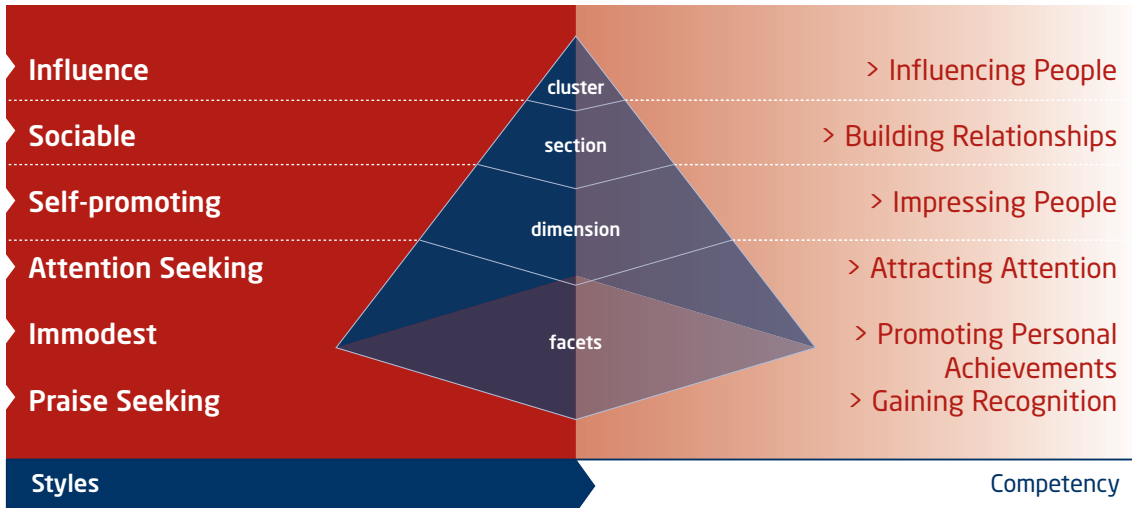 Influence
cluster
> Influencing People
Sociable
section
> Building Relationships
Self-promoting
dimension
> Impressing People
Attention Seeking
> Attracting Attention
Immodest
facets
> Promoting Personal
Achievements
Praise Seeking
> Gaining Recognition
Styles
Competency